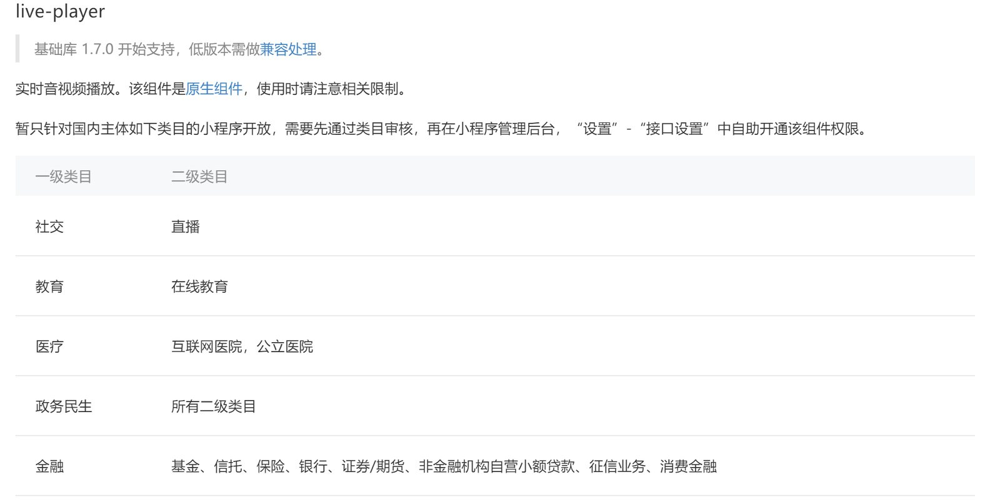 live-player
基础库 1.7.0 开始支持，低版本需做兼容处理。
实时音视频播放。该组件是原生组件，使用时请注意相关限制。
暂只针对国内主体如下类目的小程序开放，需要先通过类目审核，再在小程序管理后台，“设置”-“接口设置”中自助开通该组件权限。
一级类目 二级类目
社交 直播
教育 在线教育
医疗 互联网医院，公立医院
政务民生 所有二级类目
金融 基金、信托、保险、银行、证券/期货、非金融机构自营小额贷款、征信业务、消费金融